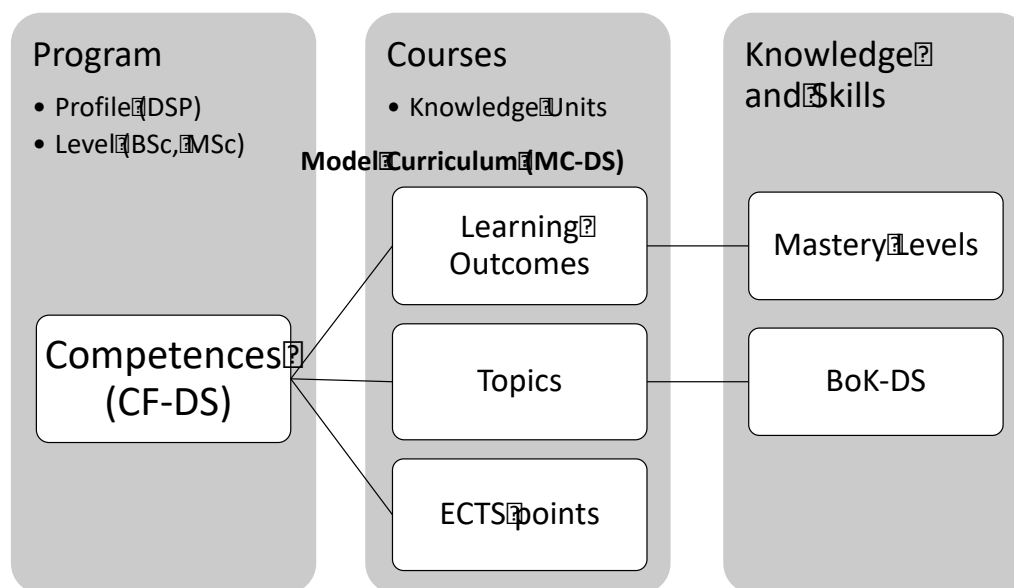 Program
• Profile (DSP)
• Level (BSc, MSc)
Competences
(CF-DS)
Courses
• Knowledge Units
Model Curriculum (MC-DS)
Learning
Outcomes
Topics
ECTS points
Knowledge
and Skills
Mastery Levels
BoK-DS